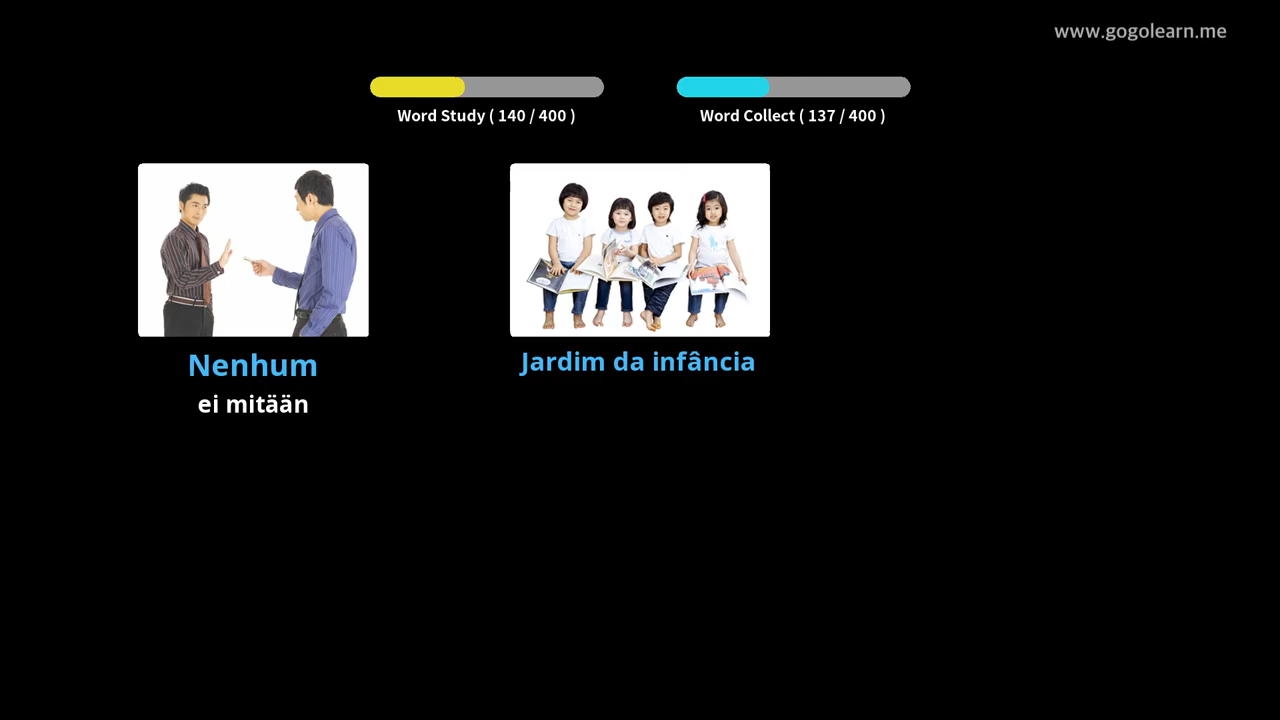 www.gogolearn.me
Word Study ( 140 / 400 )
Word Collect ( 137 / 400 )
Nenhum
ei mitään
Jardim da infância